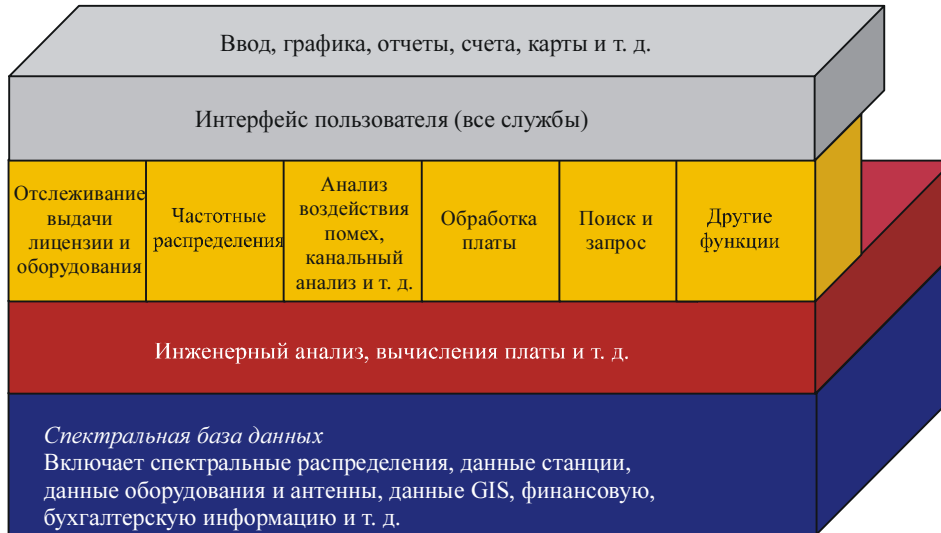 Ввод, графика, отчеты, счета, карты и т. д.
Интерфейс пользователя (все службы)
Отслеживание
выдачи
лицензии и
оборудования
Частотные
распределения
Анализ
воздействия
помех,
канальный
анализ и т. д.
Обработка
платы
Поиск и
запрос
Другие
функции
Инженерный анализ, вычисления платы и т. д.
Спектральная база данных
Включает спектральные распределения, данные станции,
данные оборудования и антенны, данные GIS, финансовую,
бухгалтерскую информацию и т. д.